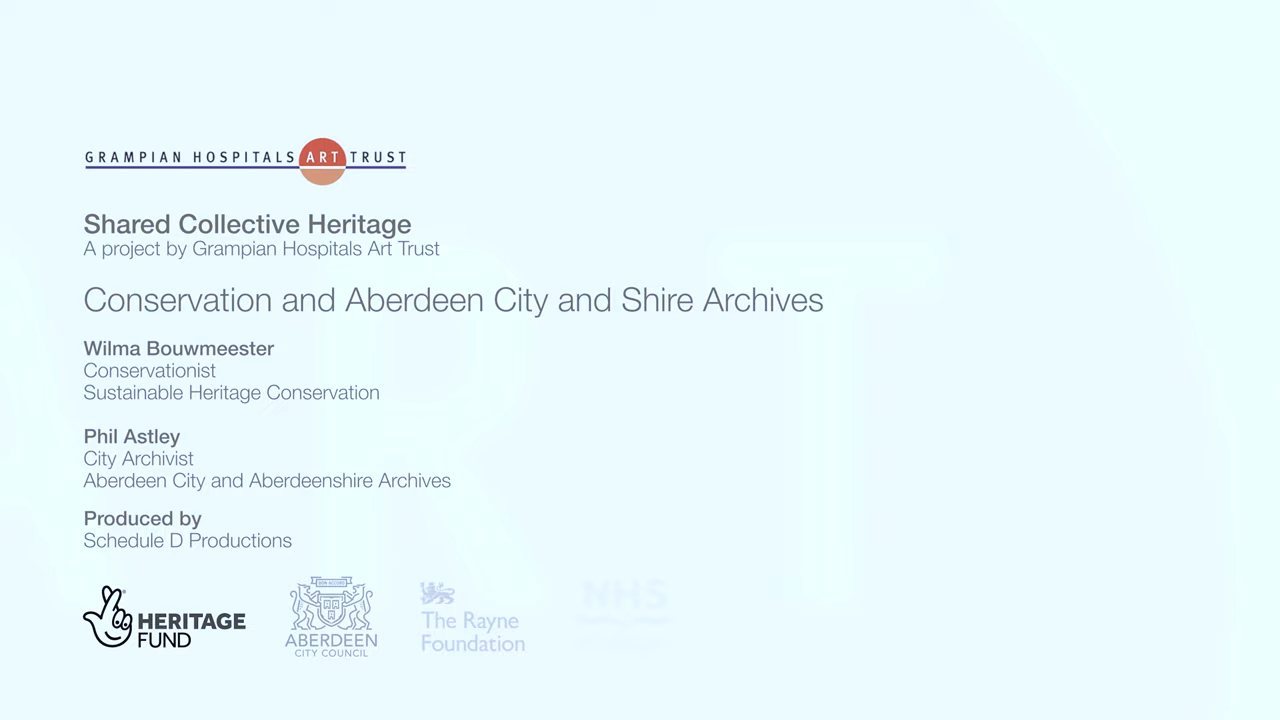 GRAMPIAN HOSPITALS ART TRUST
Shared Collective Heritage
A project by Grampian Hospitals Art Trust
Conservation and Aberdeen City and Shire Archives
Wilma Bouwmeester
Conservationist
Sustainable Heritage Conservation
Phil Astley
City Archivist
Aberdeen City and Aberdeenshire Archives
Produced by
Schedule D Productions
HERITAGE
FUND
BON ACCORD
ABERDEEN
CITY COUNCIL
The Rayne
Foundation
NHS